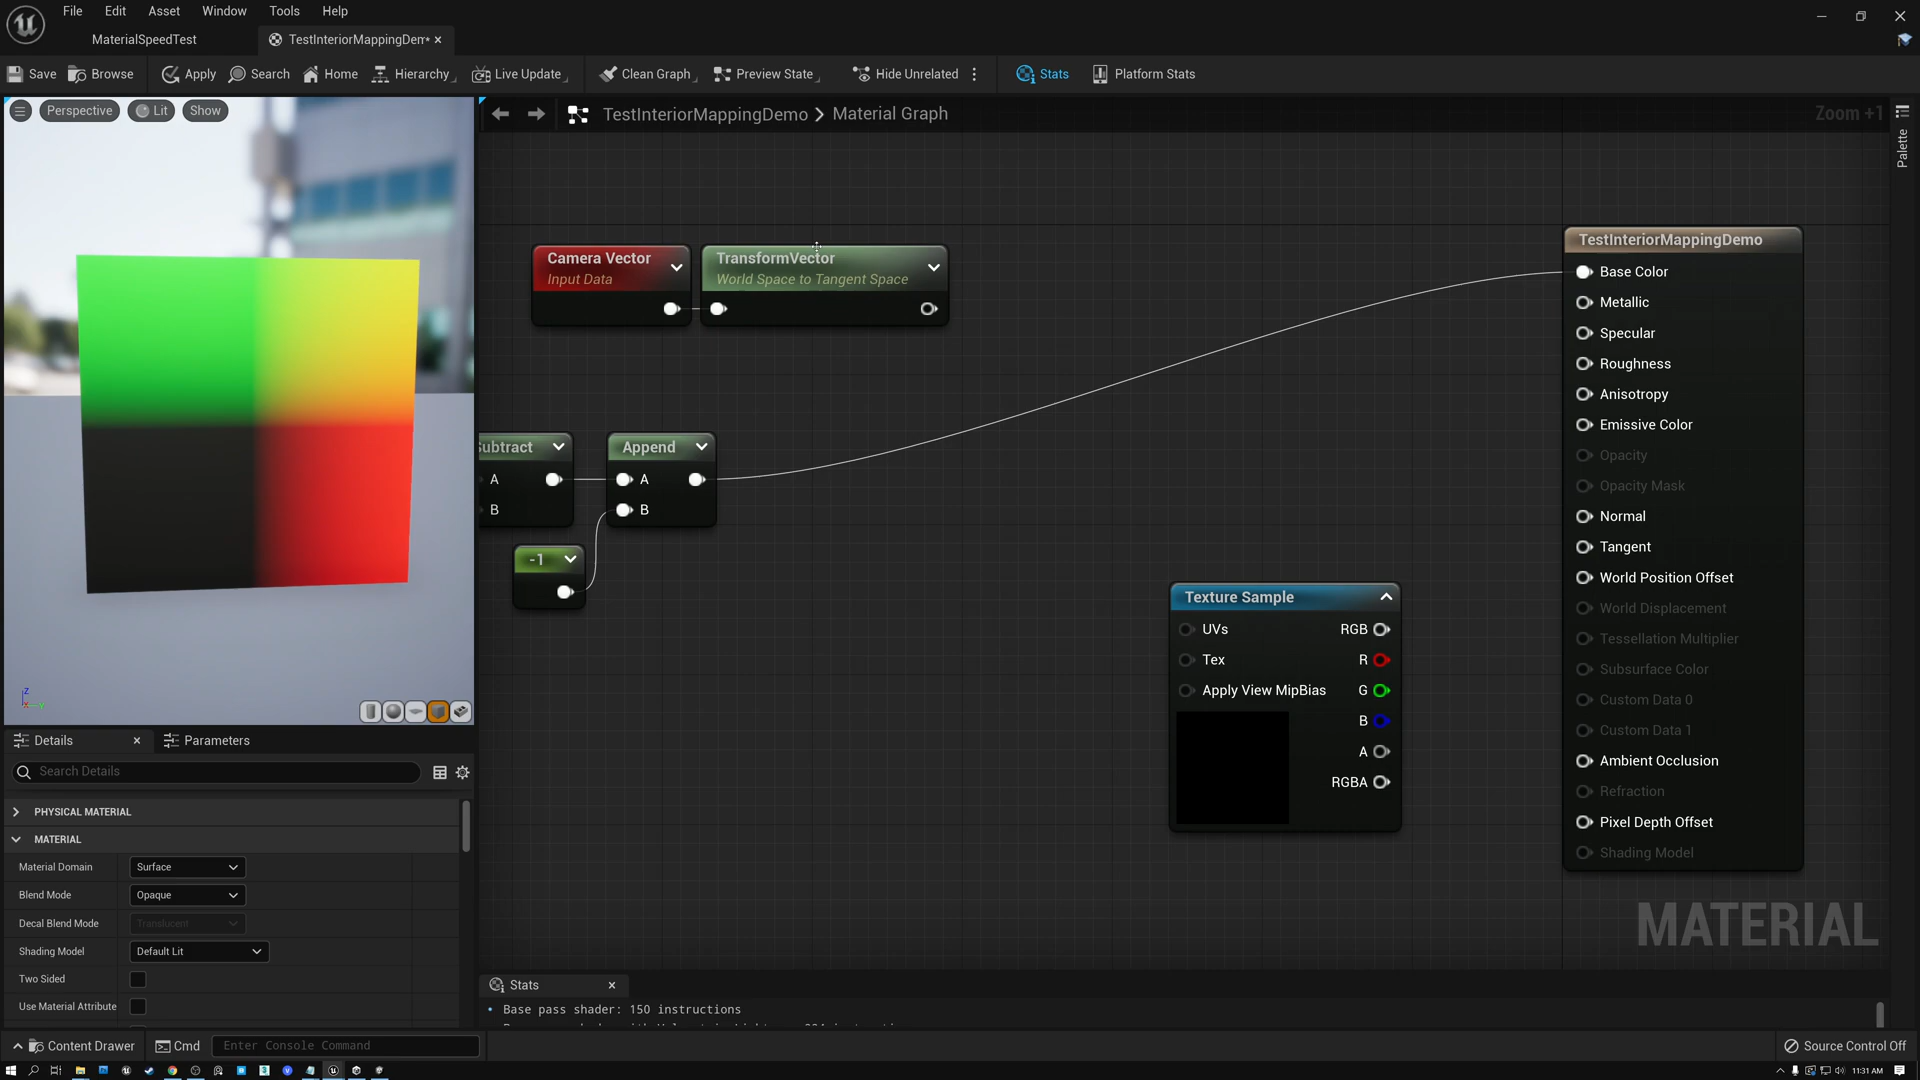 File Edit Asset Window Tools Help
MaterialSpeedTest
TestInteriorMappingDem*
Save Browse Apply Search Home Hierarchy Live Update Clean Graph Preview State Hide Unrelated Stats Platform Stats
Perspective Lit Show
TestInteriorMappingDemo > Material Graph
Zoom +1
Palette
Camera Vector
Input Data
TransformVector
World Space to Tangent Space
Subtract
A
B
Append
A
B
-1
Texture Sample
UVs RGB
Tex R
Apply View MipBias G
B
A
RGBA
TestInteriorMappingDemo
Base Color
Metallic
Specular
Roughness
Anisotropy
Emissive Color
Opacity
Opacity Mask
Normal
Tangent
World Position Offset
World Displacement
Tessellation Multiplier
Subsurface Color
Custom Data 0
Custom Data 1
Ambient Occlusion
Refraction
Pixel Depth Offset
Shading Model
MATERIAL
Details
Parameters
Search Details
PHYSICAL MATERIAL
MATERIAL
Material Domain Surface
Blend Mode Opaque
Decal Blend Mode Translucent
Shading Model Default Lit
Two Sided
Use Material Attribute
Stats
Base pass shader: 150 instructions
Content Drawer Cmd Enter Console Command
Source Control Off
11:31 AM